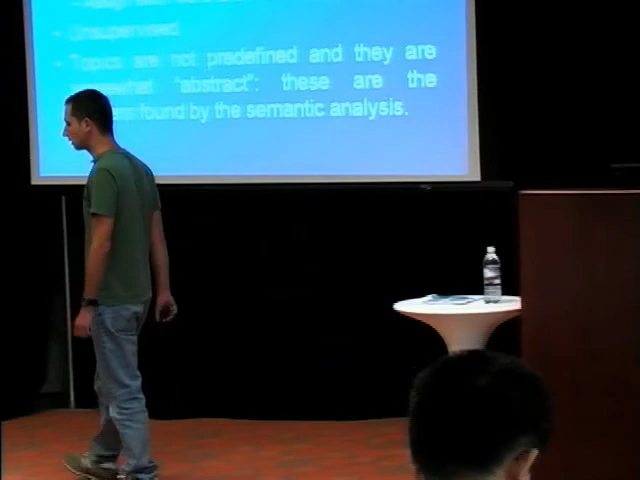 - Unsupervised
- Topics are not predefined and they are
"abstract": these are the
found by the semantic analysis.